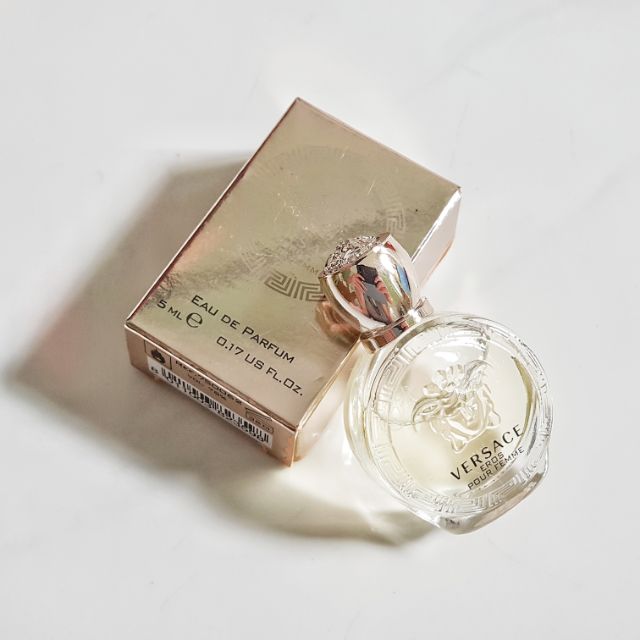 EAU DE PARFUM
5 ML e
0.17 US FL.OZ.
VERSACE
EROS
POUR FEMME